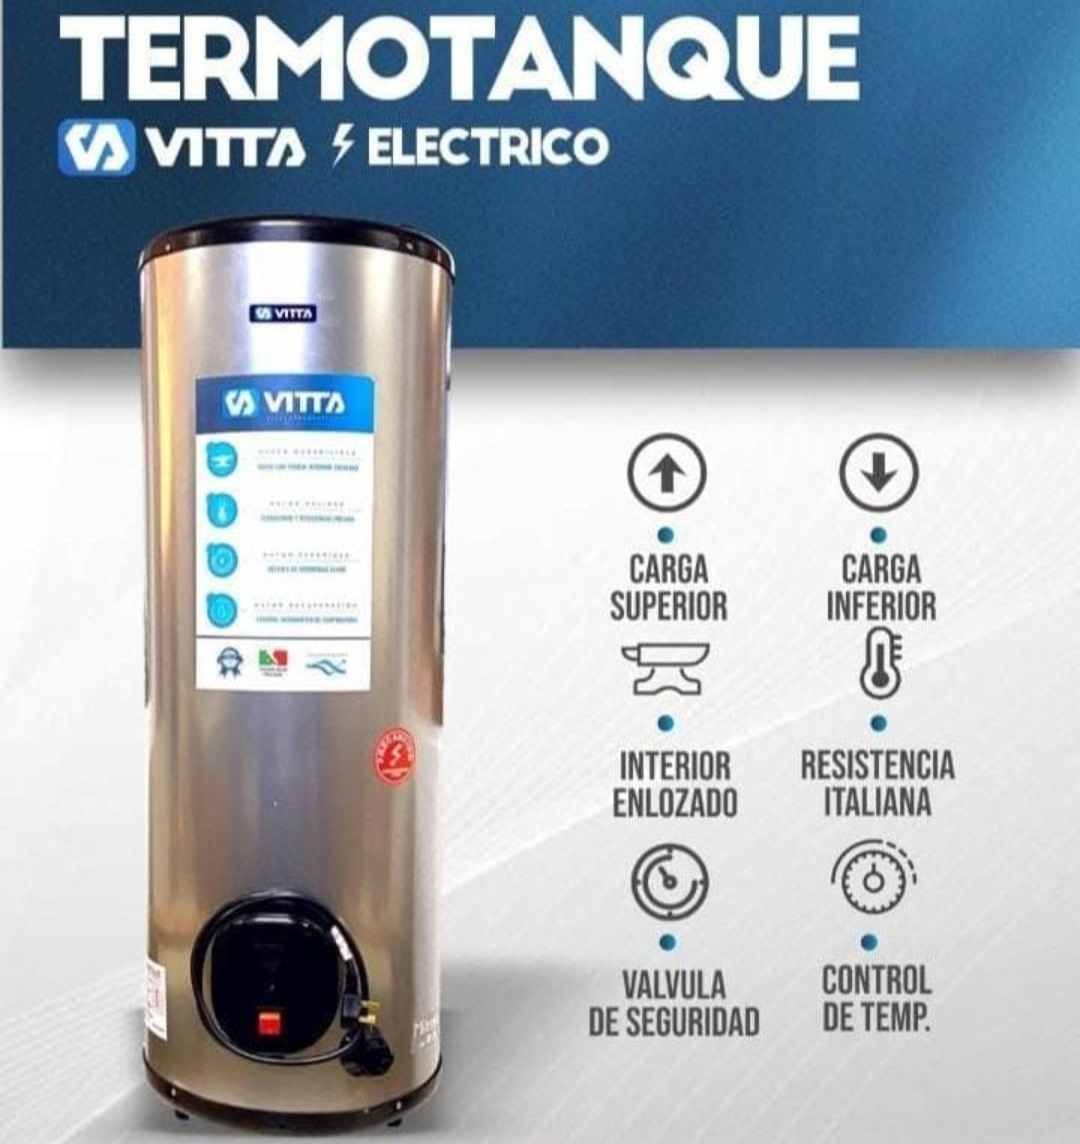 TERMOTANQUE
VITTA ELECTRICO
VITTA
VITTA
CARGA
SUPERIOR
CARGA
INFERIOR
INTERIOR
ENLOZADO
RESISTENCIA
ITALIANA
VALVULA
DE SEGURIDAD
CONTROL
DE TEMP.